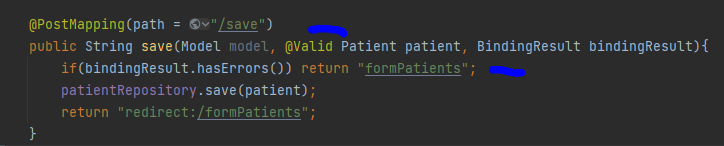 @PostMapping(path = "/save")
public String save(Model model, @Valid Patient patient, BindingResult bindingResult){
if(bindingResult.hasErrors()) return "formPatients";
patientRepository.save(patient);
return "redirect:/formPatients";
}